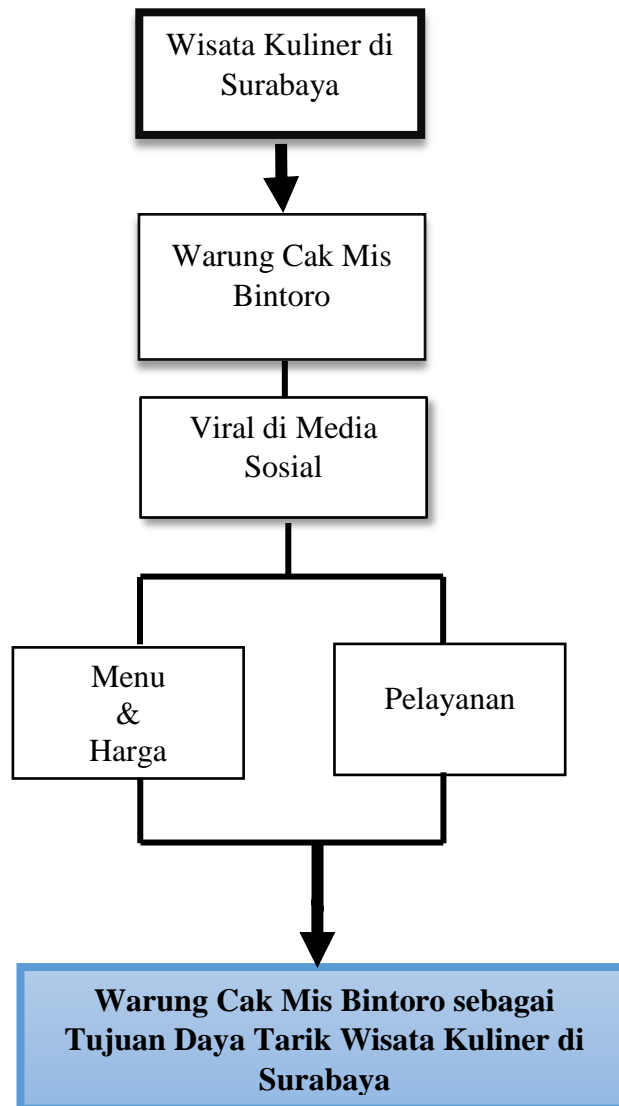 Wisata Kuliner di
Surabaya
Warung Cak Mis
Bintoro
Viral di Media
Sosial
Menu
&
Harga
Pelayanan
Warung Cak Mis Bintoro sebagai
Tujuan Daya Tarik Wisata Kuliner di
Surabaya